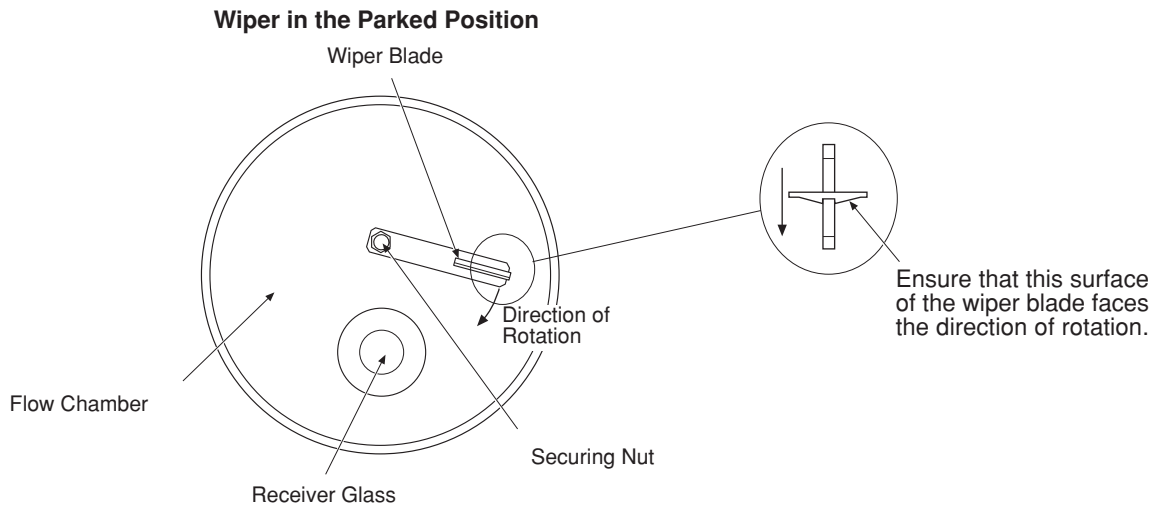 Wiper in the Parked Position
Wiper Blade
Ensure that this surface
of the wiper blade faces
the direction of rotation.
Direction of
Rotation
Flow Chamber
Securing Nut
Receiver Glass